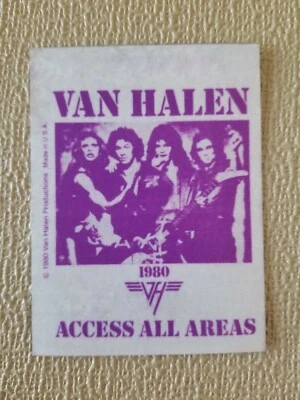 VAN HALEN
© 1980 Van Halen Productions Made in U.S.A.
1980
VH
ACCESS ALL AREAS